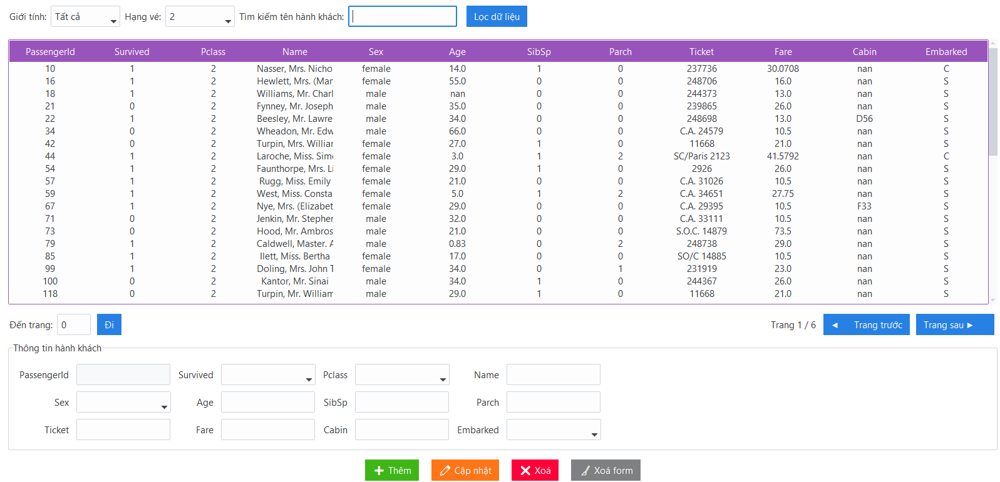 Giới tính: Tất cả Hạng vé: 2 Tìm kiếm tên hành khách: Lọc dữ liệu
PassengerId Survived Pclass Name Sex Age SibSp Parch Ticket Fare Cabin Embarked
10 1 2 Nasser, Mrs. Nicho female 14.0 1 0 237736 30.0708 nan C
16 1 2 Hewlett, Mrs. (Mary female 55.0 0 0 248706 16.0 nan S
18 1 2 Williams, Mr. Charl male nan 0 0 244373 13.0 nan S
21 0 2 Fynney, Mr. Joseph male 35.0 0 0 239865 26.0 nan S
22 1 2 Beesley, Mr. Lawre male 34.0 0 0 248698 13.0 D56 S
34 0 2 Wheadon, Mr. Edw male 66.0 0 0 C.A. 24579 10.5 nan S
42 0 2 Turpin, Mrs. Williar female 27.0 1 0 11668 21.0 nan S
44 1 2 Laroche, Miss. Simo female 3.0 1 2 SC/Paris 2123 41.5792 nan C
54 1 2 Faunthorpe, Mrs. Li female 29.0 1 0 2926 26.0 nan S
57 1 2 Rugg, Miss. Emily female 21.0 0 0 C.A. 31026 10.5 nan S
59 1 2 West, Miss. Consta female 5.0 1 2 C.A. 34651 27.75 nan S
67 1 2 Nye, Mrs. (Elizabet female 29.0 0 0 C.A. 29395 10.5 F33 S
71 0 2 Jenkin, Mr. Stephen male 32.0 0 0 C.A. 33111 10.5 nan S
73 0 2 Hood, Mr. Ambros male 21.0 0 0 S.O.C. 14879 73.5 nan S
79 1 2 Caldwell, Master. A male 0.83 0 2 248738 29.0 nan S
85 1 2 Ilett, Miss. Bertha female 17.0 0 0 SO/C 14885 10.5 nan S
99 1 2 Doling, Mrs. John T female 34.0 0 1 231919 23.0 nan S
100 0 2 Kantor, Mr. Sinai male 34.0 1 0 244367 26.0 nan S
118 0 2 Turpin, Mr. William male 29.0 1 0 11668 21.0 nan S
Đến trang: 0 Đi Trang 1 / 6 ◄ Trang trước Trang sau ►
Thông tin hành khách
PassengerId Survived Pclass Name
Sex Age SibSp Parch
Ticket Fare Cabin Embarked
Thêm Cập nhật Xoá Xoá form